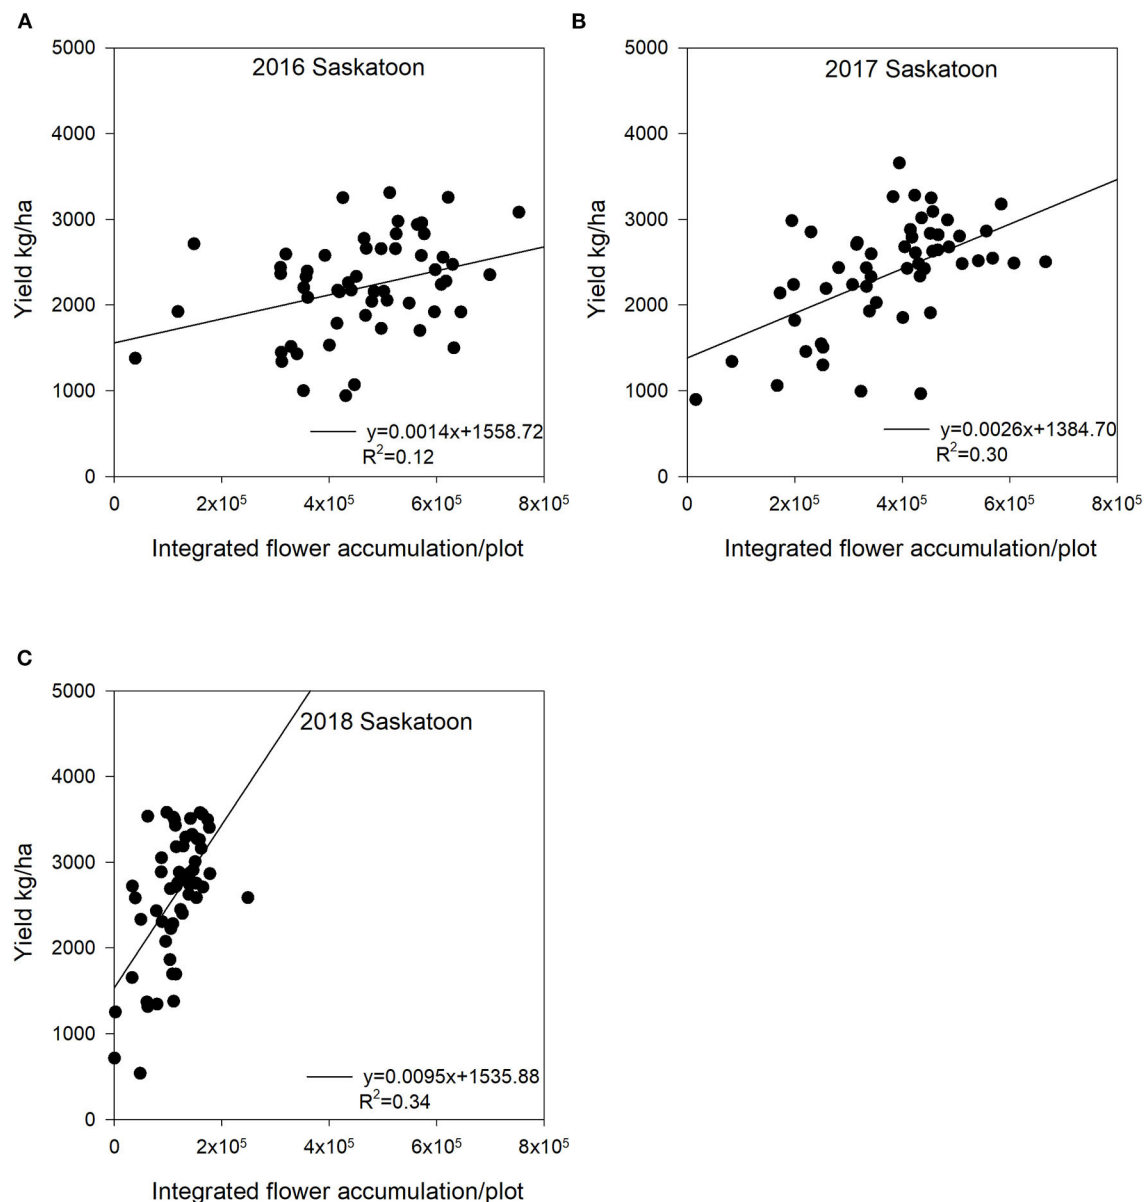 A
5000
4000
3000
2000
1000
0
Yield kg/ha
2016 Saskatoon
y=0.0014x+1558.72
R²=0.12
0 2x10⁵ 4x10⁵ 6x10⁵ 8x10⁵
Integrated flower accumulation/plot
B
5000
4000
3000
2000
1000
0
Yield kg/ha
2017 Saskatoon
y=0.0026x+1384.70
R²=0.30
0 2x10⁵ 4x10⁵ 6x10⁵ 8x10⁵
Integrated flower accumulation/plot
C
5000
4000
3000
2000
1000
0
Yield kg/ha
2018 Saskatoon
y=0.0095x+1535.88
R²=0.34
0 2x10⁵ 4x10⁵ 6x10⁵ 8x10⁵
Integrated flower accumulation/plot